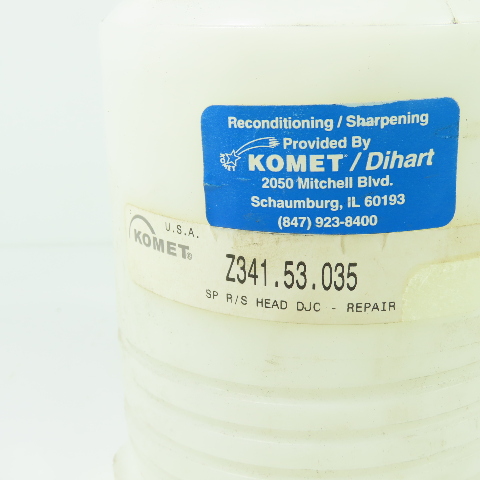 Reconditioning / Sharpening
Provided By
KOMET® / Dihart
2050 Mitchell Blvd.
Schaumburg, IL 60193
(847) 923-8400
U.S.A.
KOMET®
Z341.53.035
SP R/S HEAD DJC - REPAIR